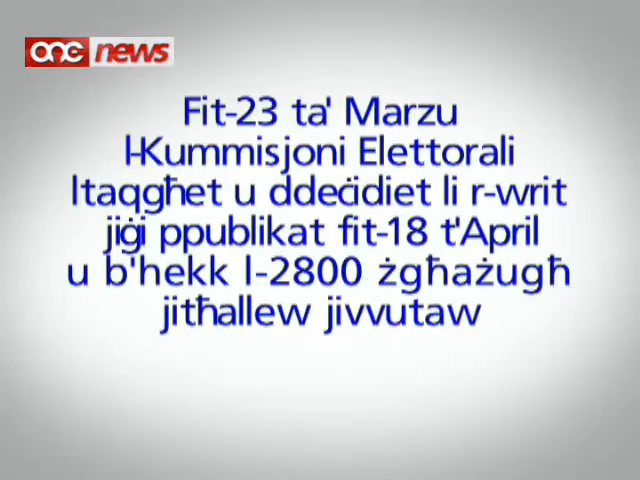 one news
Fit-23 ta' Marzu
l-Kummisjoni Elettorali
ltaqgħet u ddeċidiet li r-writ
jiġi ppublikat fit-18 t'April
u b'hekk l-2800 żgħażugħ
jitħallew jivvutaw